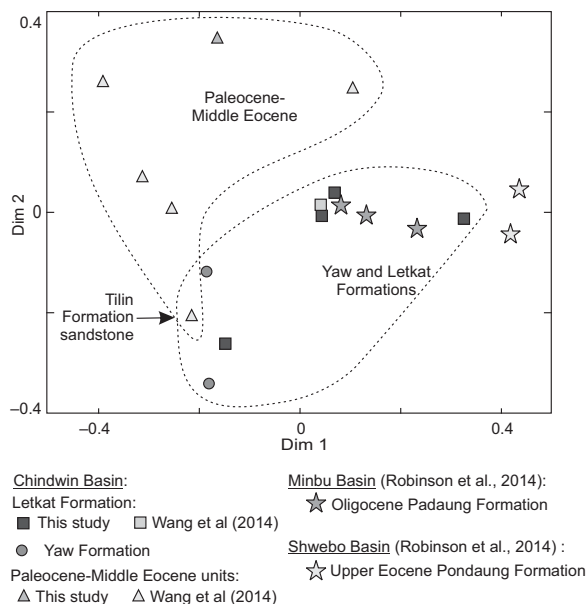 0.4
Paleocene-
Middle Eocene
Dim 2
0
Yaw and Letkat
Formations.
Tilin
Formation
sandstone
−0.4
−0.4
0
0.4
Dim 1
Chindwin Basin:
Letkat Formation:
This study
Wang et al (2014)
Yaw Formation
Paleocene-Middle Eocene units:
This study
Wang et al (2014)
Minbu Basin (Robinson et al., 2014):
Oligocene Padaung Formation
Shwebo Basin (Robinson et al., 2014) :
Upper Eocene Pondaung Formation